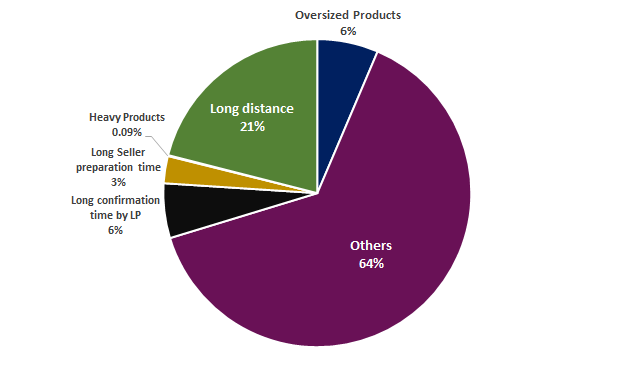 Oversized Products
6%
Others
64%
Long confirmation
time by LP
6%
Long Seller
preparation time
3%
Heavy Products
0.09%
Long distance
21%